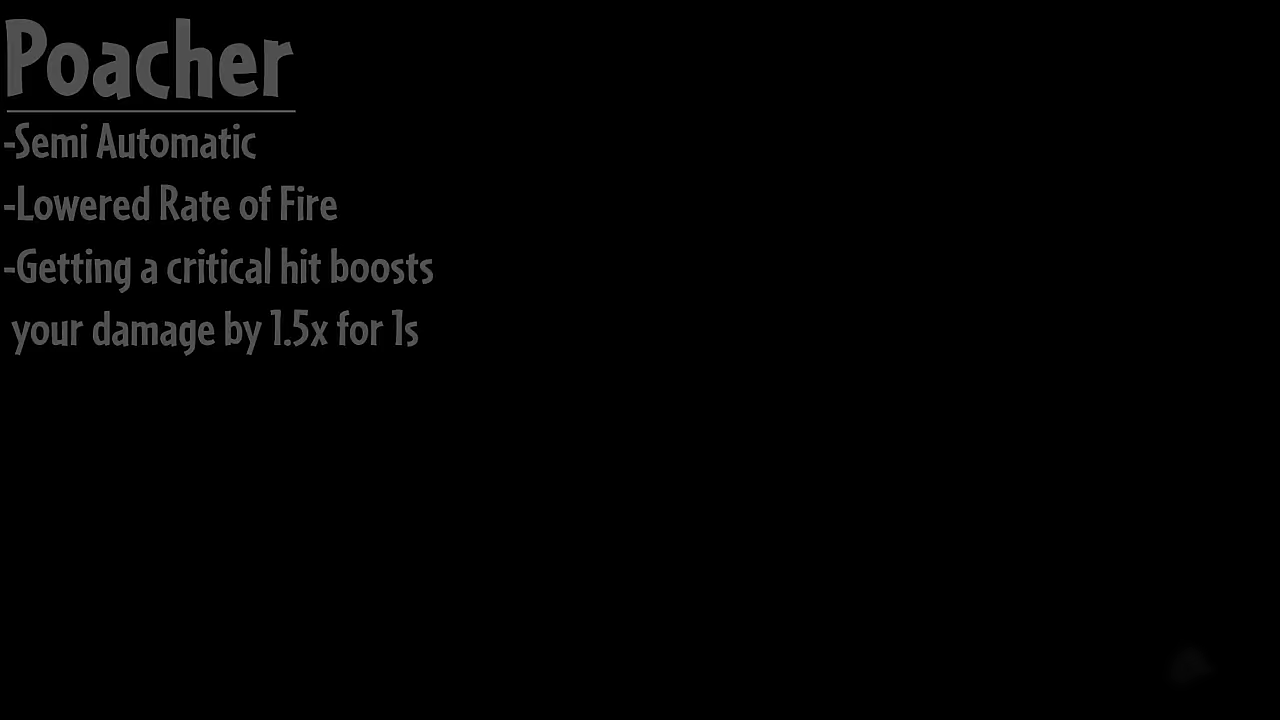 Poacher
-Semi Automatic
-Lowered Rate of Fire
-Getting a critical hit boosts
your damage by 1.5x for 1s